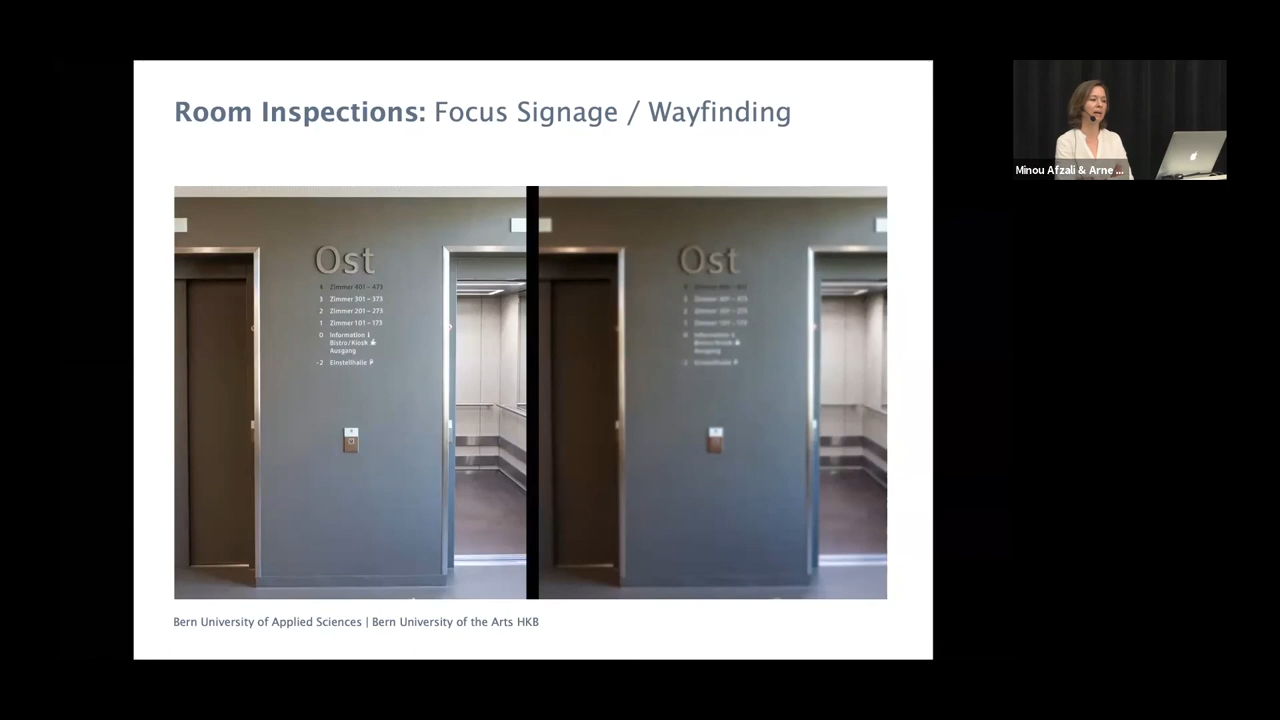 Room Inspections: Focus Signage / Wayfinding
Ost
4 Zimmer 401 – 473
3 Zimmer 301 – 373
2 Zimmer 201 – 273
1 Zimmer 101 – 173
0 Information i
Bistro/Kiosk
Ausgang
-2 Einstellhalle P
Ost
Bern University of Applied Sciences | Bern University of the Arts HKB
Minou Afzali & Arne ...